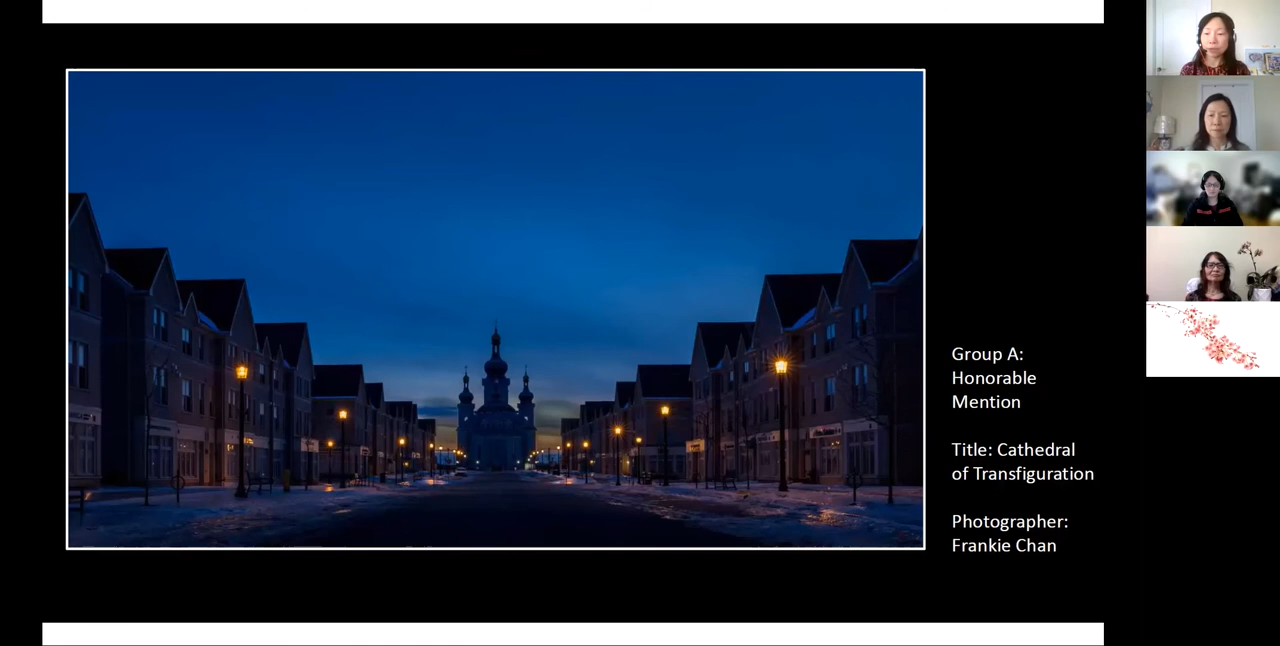 Group A:
Honorable
Mention
Title: Cathedral
of Transfiguration
Photographer:
Frankie Chan